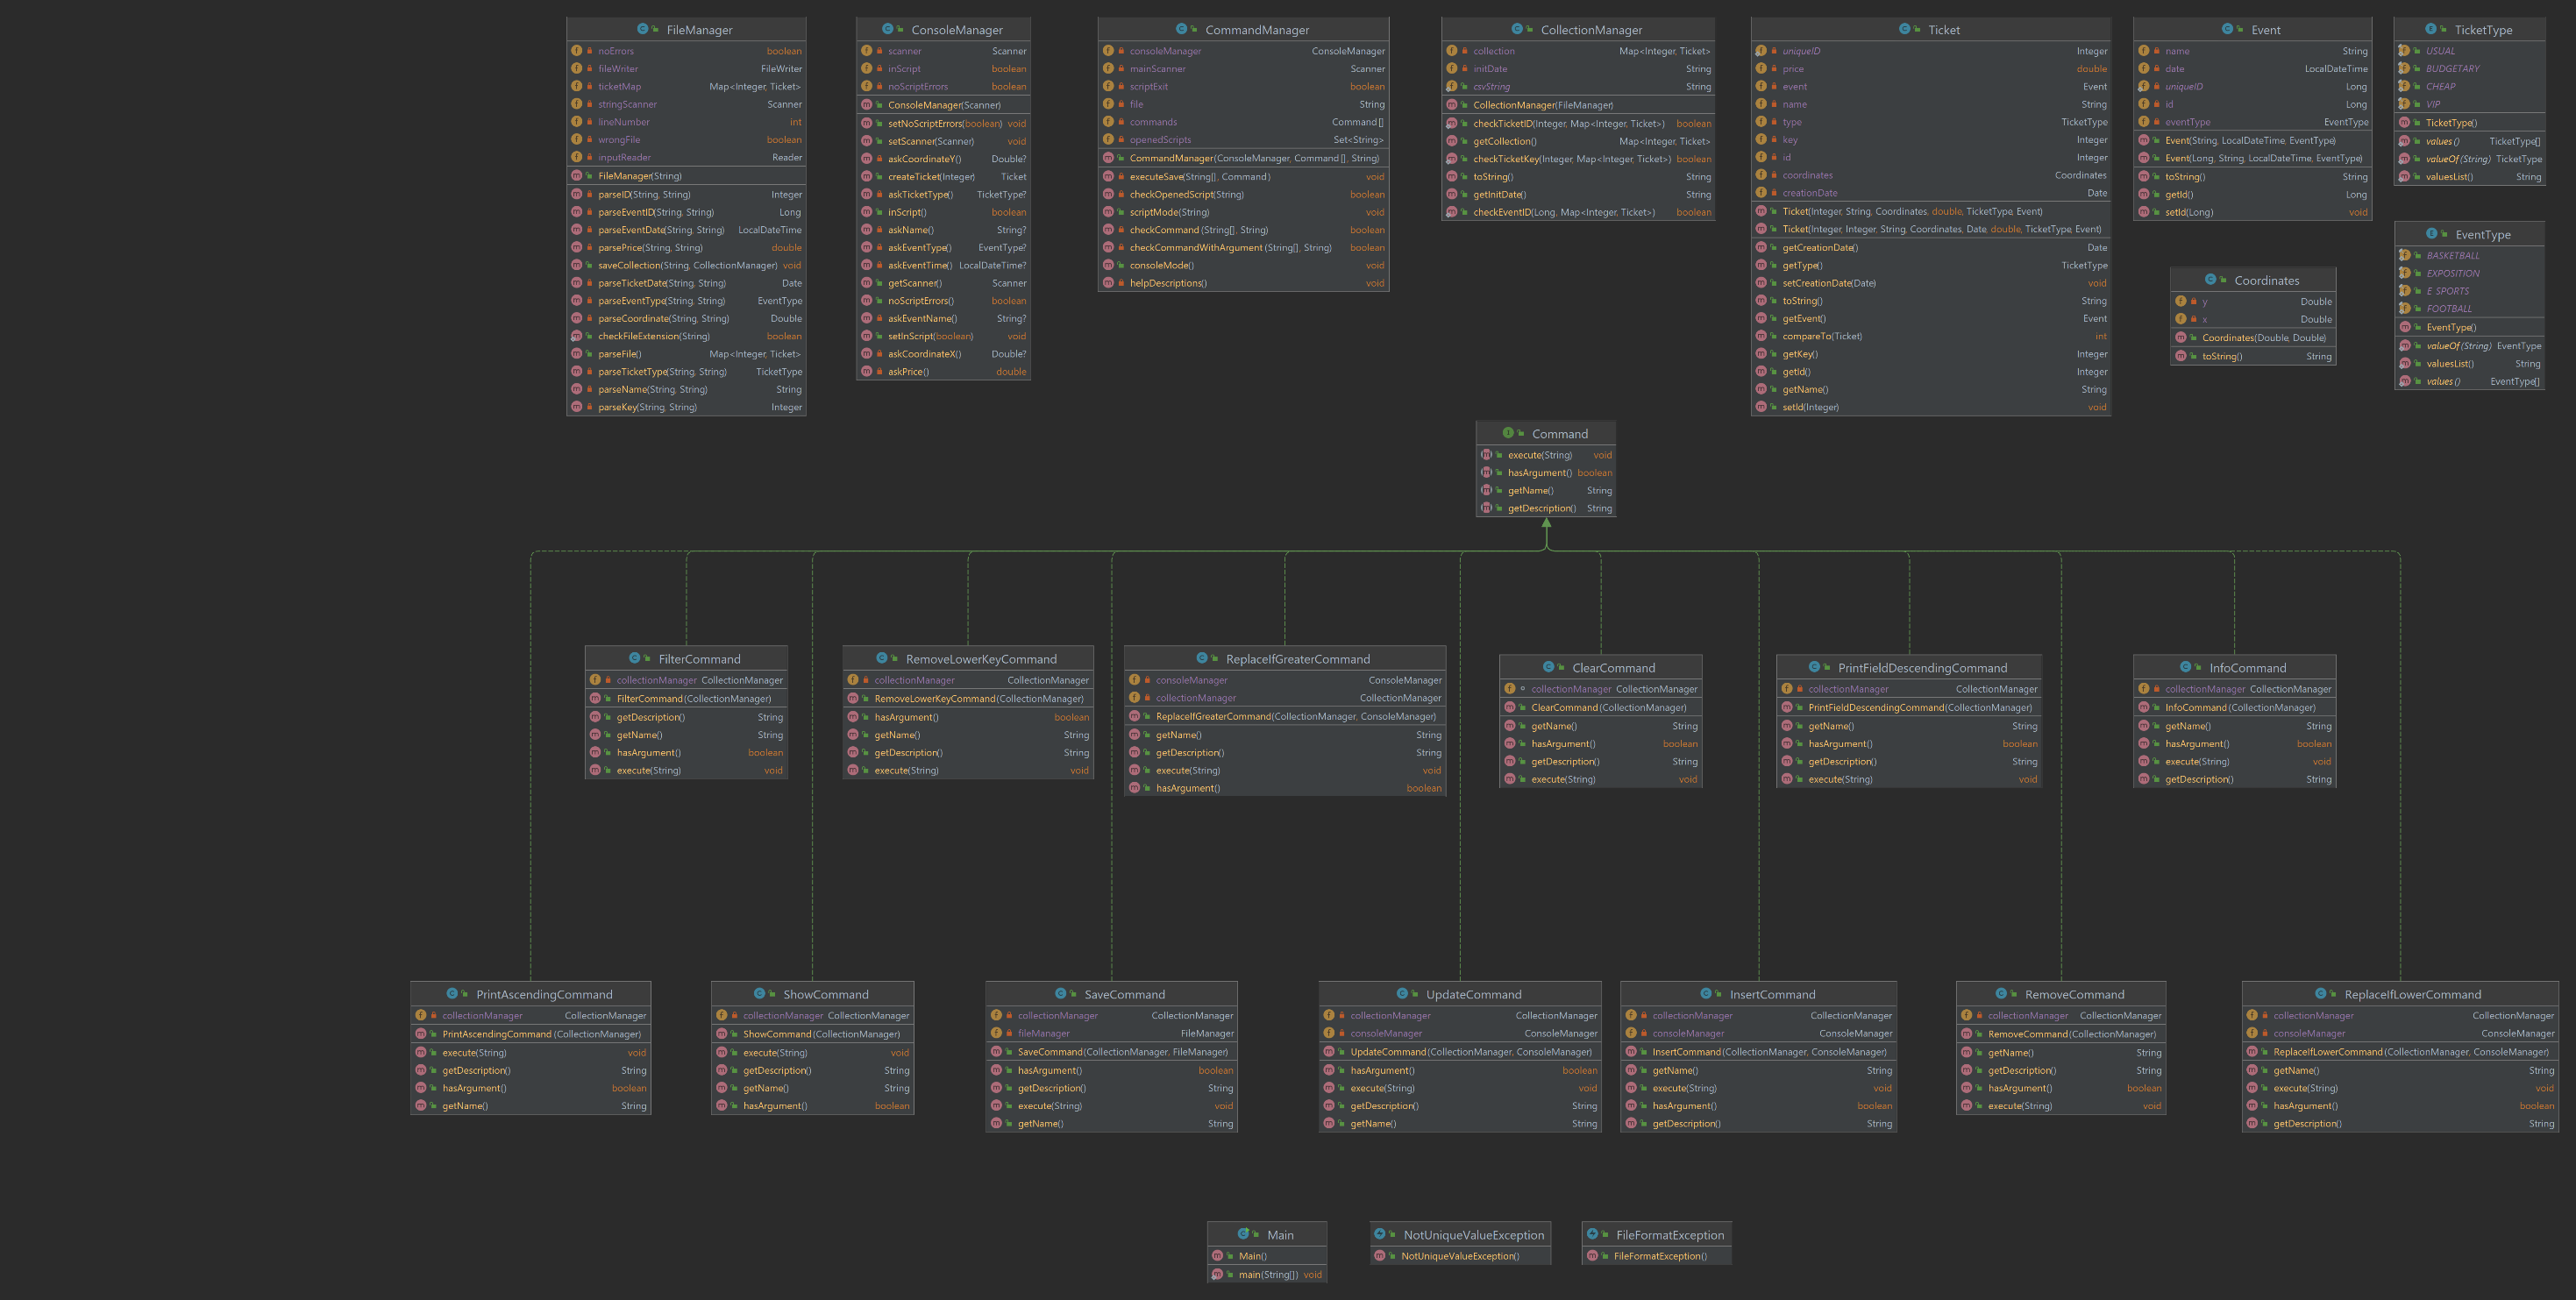 FileManager
noErrors boolean
fileWriter FileWriter
ticketMap Map<Integer, Ticket>
stringScanner Scanner
lineNumber int
wrongFile boolean
inputReader Reader
FileManager(String)
parseID(String, String) Integer
parseEventID(String, String) Long
parseEventDate(String, String) LocalDateTime
parsePrice(String, String) double
saveCollection(String, CollectionManager) void
parseTicketDate(String, String) Date
parseEventType(String, String) EventType
parseCoordinate(String, String) Double
checkFileExtension(String) boolean
parseFile() Map<Integer, Ticket>
parseTicketType(String, String) TicketType
parseName(String, String) String
parseKey(String, String) Integer
ConsoleManager
scanner Scanner
inScript boolean
noScriptErrors boolean
ConsoleManager(Scanner)
setNoScriptErrors(boolean) void
setScanner(Scanner) void
askCoordinateY() Double?
createTicket(Integer) Ticket
askTicketType() TicketType?
inScript() boolean
askName() String?
askEventType() EventType?
askEventTime() LocalDateTime?
getScanner() Scanner
noScriptErrors() boolean
askEventName() String?
setInScript(boolean) void
askCoordinateX() Double?
askPrice() double
CommandManager
consoleManager ConsoleManager
mainScanner Scanner
scriptExit boolean
file String
commands Command[]
openedScripts Set<String>
CommandManager(ConsoleManager, Command[], String)
executeSave(String[], Command) void
checkOpenedScript(String) boolean
scriptMode(String) void
checkCommand(String[], String) boolean
checkCommandWithArgument(String[], String) boolean
consoleMode() void
helpDescriptions() void
CollectionManager
collection Map<Integer, Ticket>
initDate String
csvString String
CollectionManager(FileManager)
checkTicketID(Integer, Map<Integer, Ticket>) boolean
getCollection() Map<Integer, Ticket>
checkTicketKey(Integer, Map<Integer, Ticket>) boolean
toString() String
getInitDate() String
checkEventID(Long, Map<Integer, Ticket>) boolean
Ticket
uniqueID Integer
price double
event Event
name String
type TicketType
key Integer
id Integer
coordinates Coordinates
creationDate Date
Ticket(Integer, String, Coordinates, double, TicketType, Event)
Ticket(Integer, Integer, String, Coordinates, Date, double, TicketType, Event)
getCreationDate() Date
getType() TicketType
setCreationDate(Date) void
toString() String
getEvent() Event
compareTo(Ticket) int
getKey() Integer
getId() Integer
getName() String
setId(Integer) void
Event
name String
date LocalDateTime
uniqueID Long
id Long
eventType EventType
Event(String, LocalDateTime, EventType)
Event(Long, String, LocalDateTime, EventType)
toString() String
getId() Long
setId(Long) void
TicketType
USUAL
BUDGETARY
CHEAP
VIP
TicketType()
values() TicketType[]
valueOf(String) TicketType
valuesList() String
EventType
BASKETBALL
EXPOSITION
E_SPORTS
FOOTBALL
EventType()
valueOf(String) EventType
valuesList() String
values() EventType[]
Coordinates
y Double
x Double
Coordinates(Double, Double)
toString() String
Command
execute(String) void
hasArgument() boolean
getName() String
getDescription() String
FilterCommand
collectionManager CollectionManager
FilterCommand(CollectionManager)
getDescription() String
getName() String
hasArgument() boolean
execute(String) void
RemoveLowerKeyCommand
collectionManager CollectionManager
RemoveLowerKeyCommand(CollectionManager)
hasArgument() boolean
getName() String
getDescription() String
execute(String) void
ReplaceIfGreaterCommand
consoleManager ConsoleManager
collectionManager CollectionManager
ReplaceIfGreaterCommand(CollectionManager, ConsoleManager)
getName() String
getDescription() String
execute(String) void
hasArgument() boolean
ClearCommand
collectionManager CollectionManager
ClearCommand(CollectionManager)
getName() String
hasArgument() boolean
getDescription() String
execute(String) void
PrintFieldDescendingCommand
collectionManager CollectionManager
PrintFieldDescendingCommand(CollectionManager)
getName() String
hasArgument() boolean
getDescription() String
execute(String) void
InfoCommand
collectionManager CollectionManager
InfoCommand(CollectionManager)
getName() String
hasArgument() boolean
execute(String) void
getDescription() String
PrintAscendingCommand
collectionManager CollectionManager
PrintAscendingCommand(CollectionManager)
execute(String) void
getDescription() String
hasArgument() boolean
getName() String
ShowCommand
collectionManager CollectionManager
ShowCommand(CollectionManager)
execute(String) void
getDescription() String
getName() String
hasArgument() boolean
SaveCommand
collectionManager CollectionManager
fileManager FileManager
SaveCommand(CollectionManager, FileManager)
hasArgument() boolean
getDescription() String
execute(String) void
getName() String
UpdateCommand
collectionManager CollectionManager
consoleManager ConsoleManager
UpdateCommand(CollectionManager, ConsoleManager)
hasArgument() boolean
execute(String) void
getDescription() String
getName() String
InsertCommand
collectionManager CollectionManager
consoleManager ConsoleManager
InsertCommand(CollectionManager, ConsoleManager)
getName() String
execute(String) void
hasArgument() boolean
getDescription() String
RemoveCommand
collectionManager CollectionManager
RemoveCommand(CollectionManager)
getName() String
getDescription() String
hasArgument() boolean
execute(String) void
ReplaceIfLowerCommand
collectionManager CollectionManager
consoleManager ConsoleManager
ReplaceIfLowerCommand(CollectionManager, ConsoleManager)
getName() String
execute(String) void
hasArgument() boolean
getDescription() String
Main
Main()
main(String[]) void
NotUniqueValueException
NotUniqueValueException()
FileFormatException
FileFormatException()